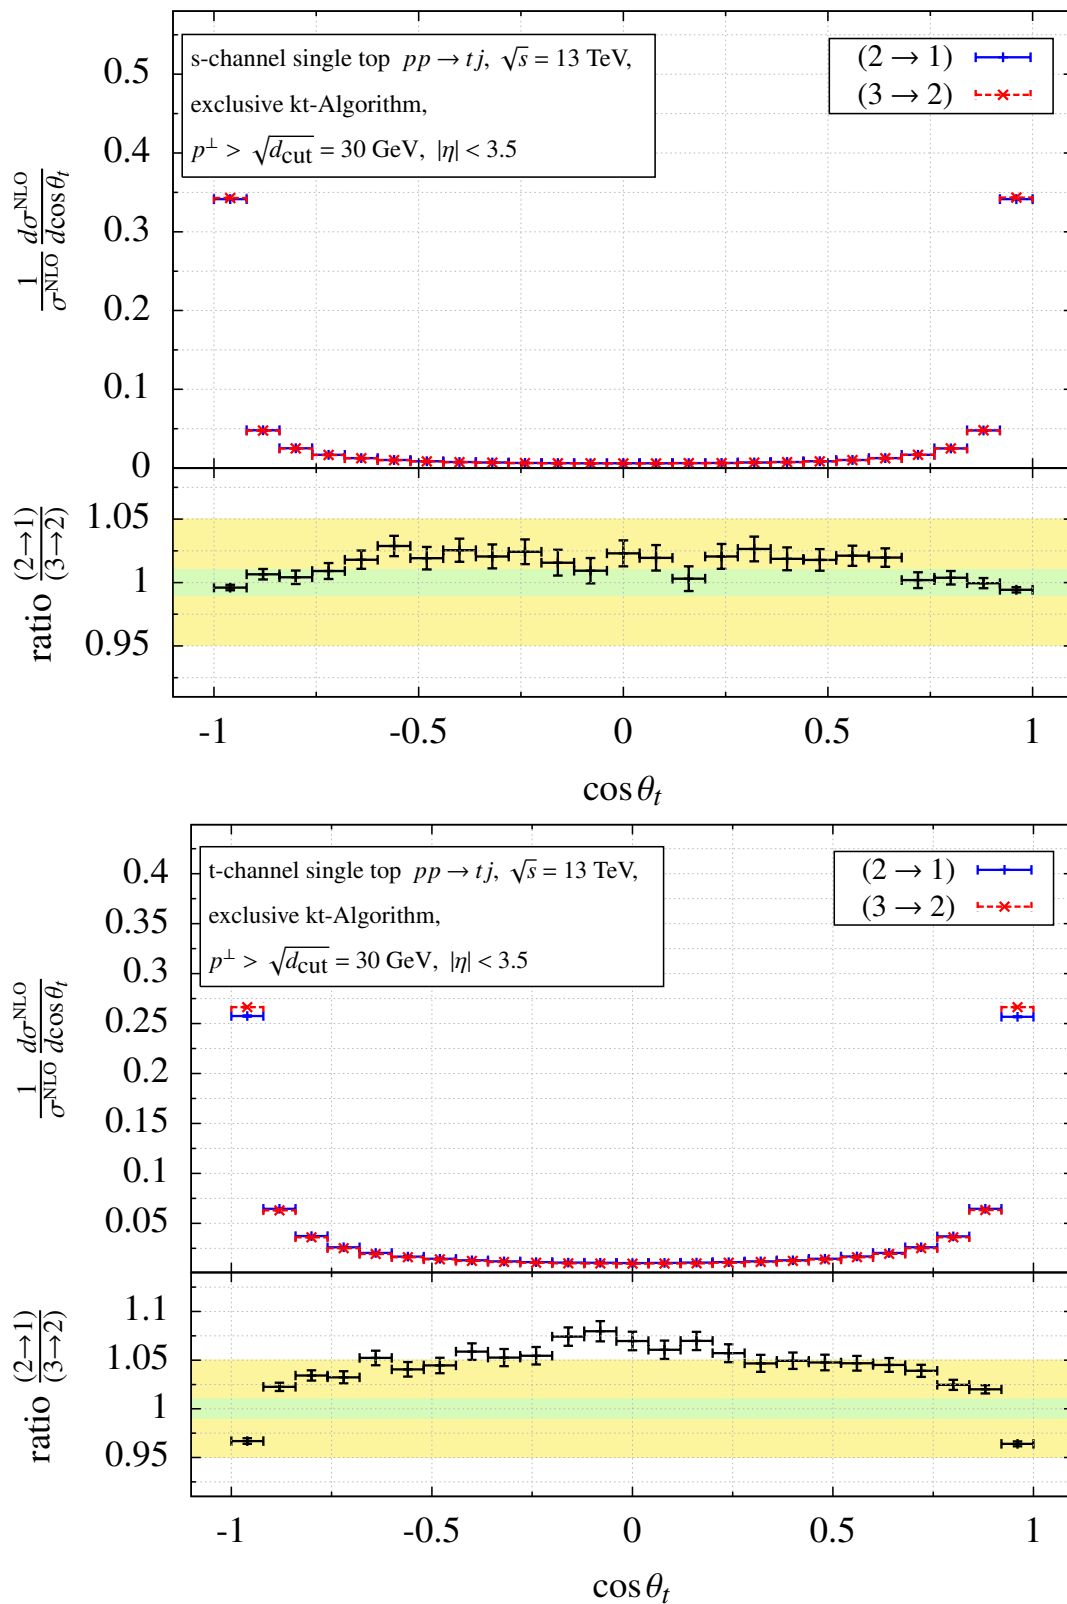 s-channel single top pp → tj, √s = 13 TeV,
exclusive kt-Algorithm,
p⊥ > √dcut = 30 GeV, |η| < 3.5
(2 → 1)
(3 → 2)
0.5
0.4
0.3
0.2
0.1
0
1/σNLO dσNLO/dcosθt
1.05
1
0.95
ratio (2→1)/(3→2)
-1 -0.5 0 0.5 1
cos θt
t-channel single top pp → tj, √s = 13 TeV,
exclusive kt-Algorithm,
p⊥ > √dcut = 30 GeV, |η| < 3.5
(2 → 1)
(3 → 2)
0.4
0.35
0.3
0.25
0.2
0.15
0.1
0.05
1/σNLO dσNLO/dcosθt
1.1
1.05
1
0.95
ratio (2→1)/(3→2)
-1 -0.5 0 0.5 1
cos θt